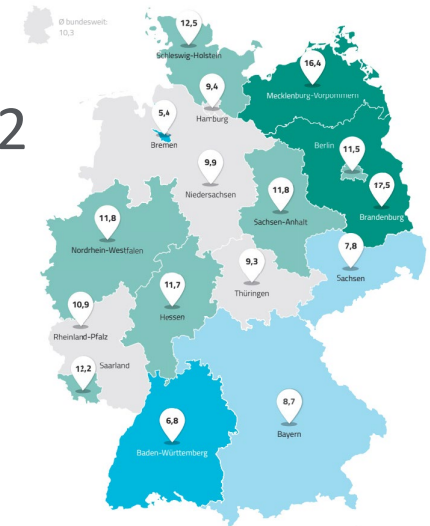 Ø bundesweit:
10,3
2
12,5
Schleswig-Holstein
16,4
Mecklenburg-Vorpommern
9,4
Hamburg
5,4
Bremen
Berlin
11,5
9,9
Niedersachsen
11,8
Sachsen-Anhalt
17,5
Brandenburg
11,8
Nordrhein-Westfalen
7,8
Sachsen
9,3
Thüringen
11,7
Hessen
10,9
Rheinland-Pfalz
Saarland
12,2
8,7
Bayern
6,8
Baden-Württemberg